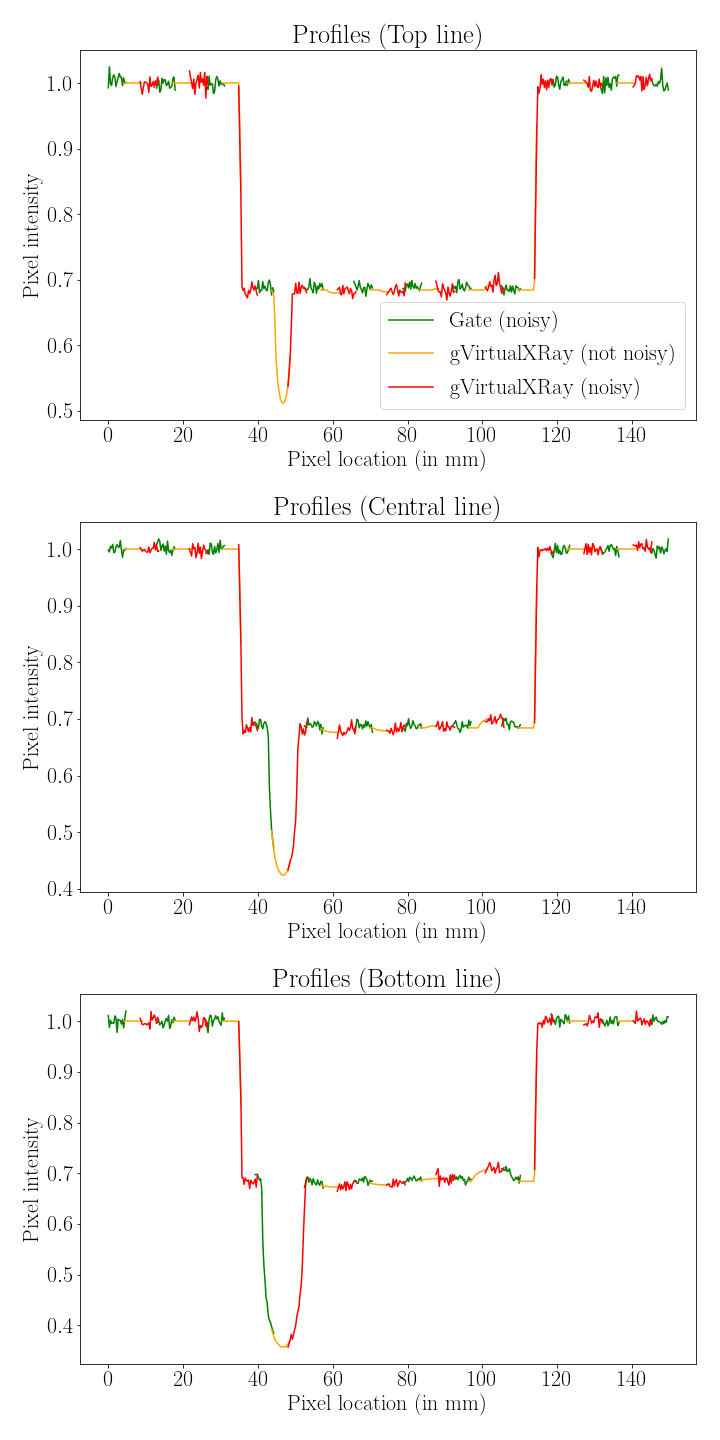 Profiles (Top line)
Pixel intensity
1.0
0.9
0.8
0.7
0.6
0.5
Gate (noisy)
gVirtualXRay (not noisy)
gVirtualXRay (noisy)
0 20 40 60 80 100 120 140
Pixel location (in mm)
Profiles (Central line)
Pixel intensity
1.0
0.9
0.8
0.7
0.6
0.5
0.4
0 20 40 60 80 100 120 140
Pixel location (in mm)
Profiles (Bottom line)
Pixel intensity
1.0
0.9
0.8
0.7
0.6
0.5
0.4
0 20 40 60 80 100 120 140
Pixel location (in mm)